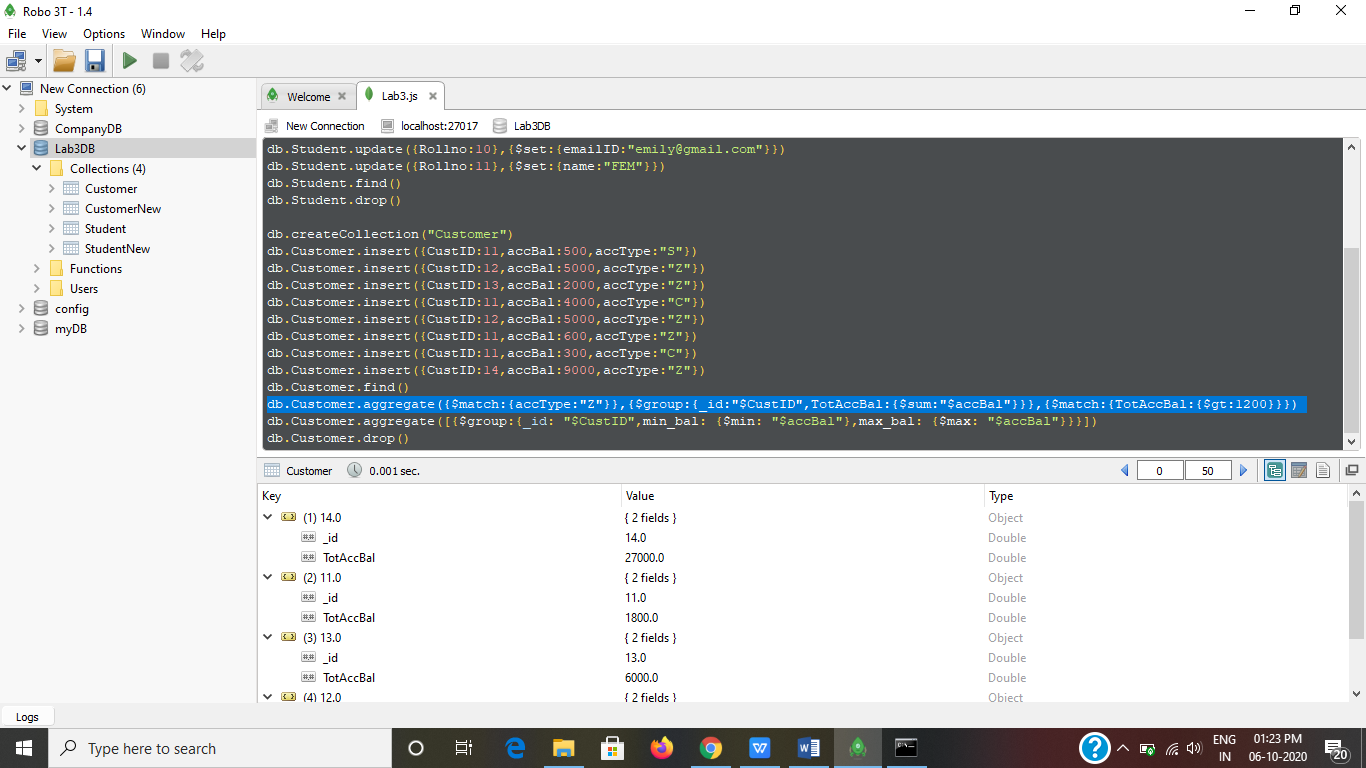 Robo 3T - 1.4
File View Options Window Help
New Connection (6)
System
CompanyDB
Lab3DB
Collections (4)
Customer
CustomerNew
Student
StudentNew
Functions
Users
config
myDB
Welcome
Lab3.js
New Connection localhost:27017 Lab3DB
db.Student.update({Rollno:10},{$set:{emailID:"emily@gmail.com"}})
db.Student.update({Rollno:11},{$set:{name:"FEM"}})
db.Student.find()
db.Student.drop()
db.createCollection("Customer")
db.Customer.insert({CustID:11,accBal:500,accType:"S"})
db.Customer.insert({CustID:12,accBal:5000,accType:"Z"})
db.Customer.insert({CustID:13,accBal:2000,accType:"Z"})
db.Customer.insert({CustID:11,accBal:4000,accType:"C"})
db.Customer.insert({CustID:12,accBal:5000,accType:"Z"})
db.Customer.insert({CustID:11,accBal:600,accType:"Z"})
db.Customer.insert({CustID:11,accBal:300,accType:"C"})
db.Customer.insert({CustID:14,accBal:9000,accType:"Z"})
db.Customer.find()
db.Customer.aggregate({$match:{accType:"Z"}},{$group:{_id:"$CustID",TotAccBal:{$sum:"$accBal"}}},{$match:{TotAccBal:{$gt:1200}}})
db.Customer.aggregate([{$group:{_id: "$CustID",min_bal: {$min: "$accBal"},max_bal: {$max: "$accBal"}}}])
db.Customer.drop()
Customer 0.001 sec. 0 50
Key Value Type
(1) 14.0 { 2 fields } Object
_id 14.0 Double
TotAccBal 27000.0 Double
(2) 11.0 { 2 fields } Object
_id 11.0 Double
TotAccBal 1800.0 Double
(3) 13.0 { 2 fields } Object
_id 13.0 Double
TotAccBal 6000.0 Double
(4) 12.0 { 2 fields } Object
Logs
Type here to search
ENG
IN
01:23 PM
06-10-2020
20